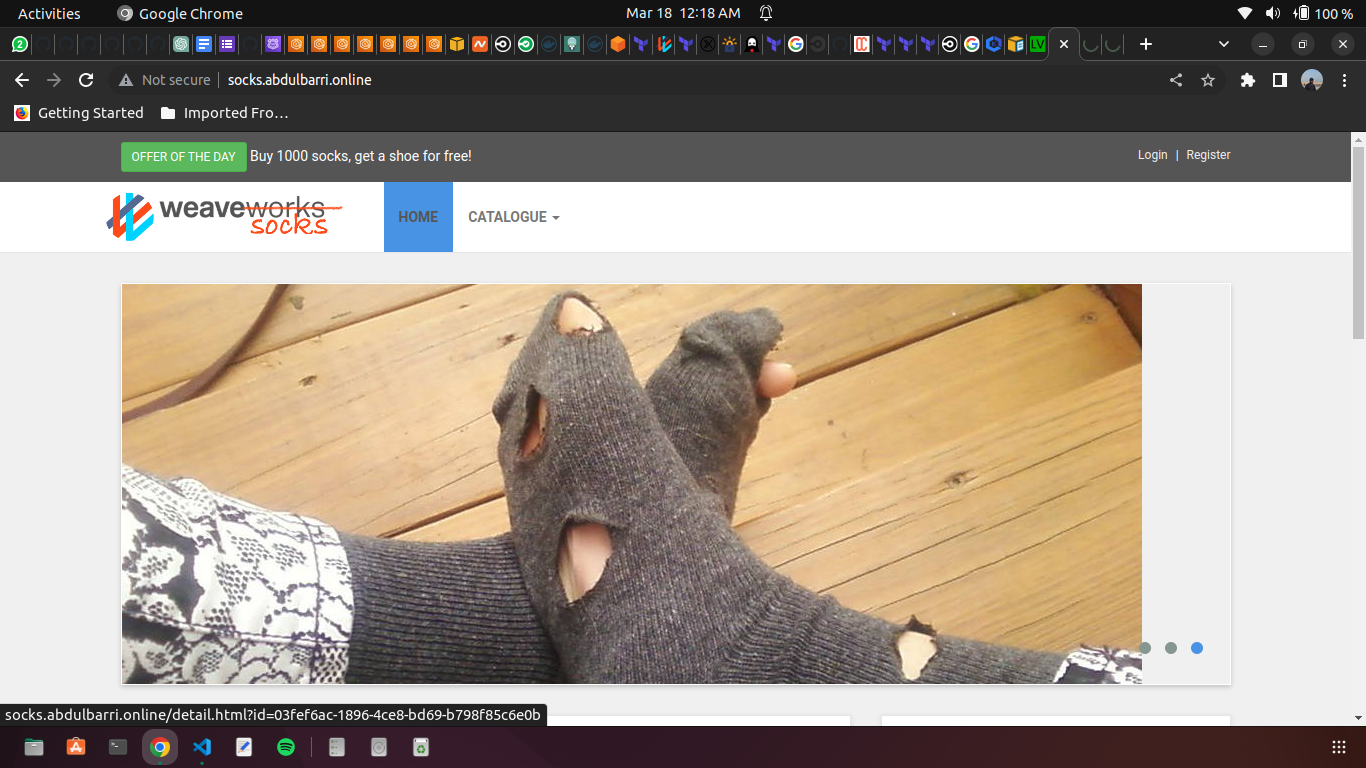 Activities
Google Chrome
Mar 18 12:18 AM
100 %
Not secure
socks.abdulbarri.online
Getting Started
Imported Fro…
OFFER OF THE DAY Buy 1000 socks, get a shoe for free!
Login | Register
weaveworks
socks
HOME
CATALOGUE
socks.abdulbarri.online/detail.html?id=03fef6ac-1896-4ce8-bd69-b798f85c6e0b